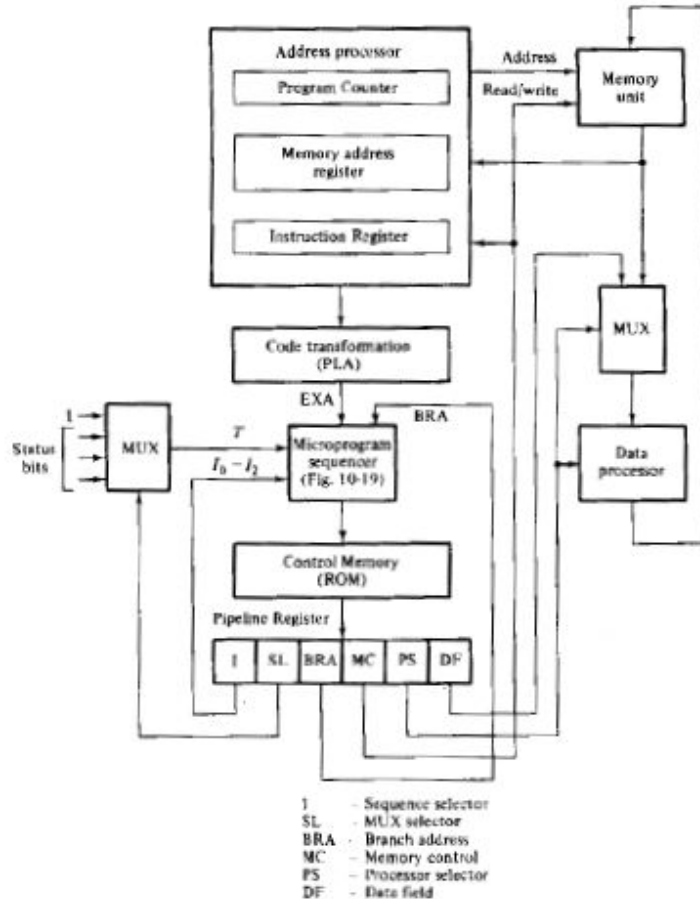 Address processor
Program Counter
Memory address
register
Instruction Register
Address
Read/write
Memory
unit
MUX
Data
processor
Code transformation
(PLA)
EXA
BRA
1
Status
bits
MUX
T
I0 – I2
Microprogram
sequencer
(Fig. 10-19)
Control Memory
(ROM)
Pipeline Register
I SL BRA MC PS DF
I - Sequence selector
SL - MUX selector
BRA - Branch address
MC - Memory control
PS - Processor selector
DF - Data field